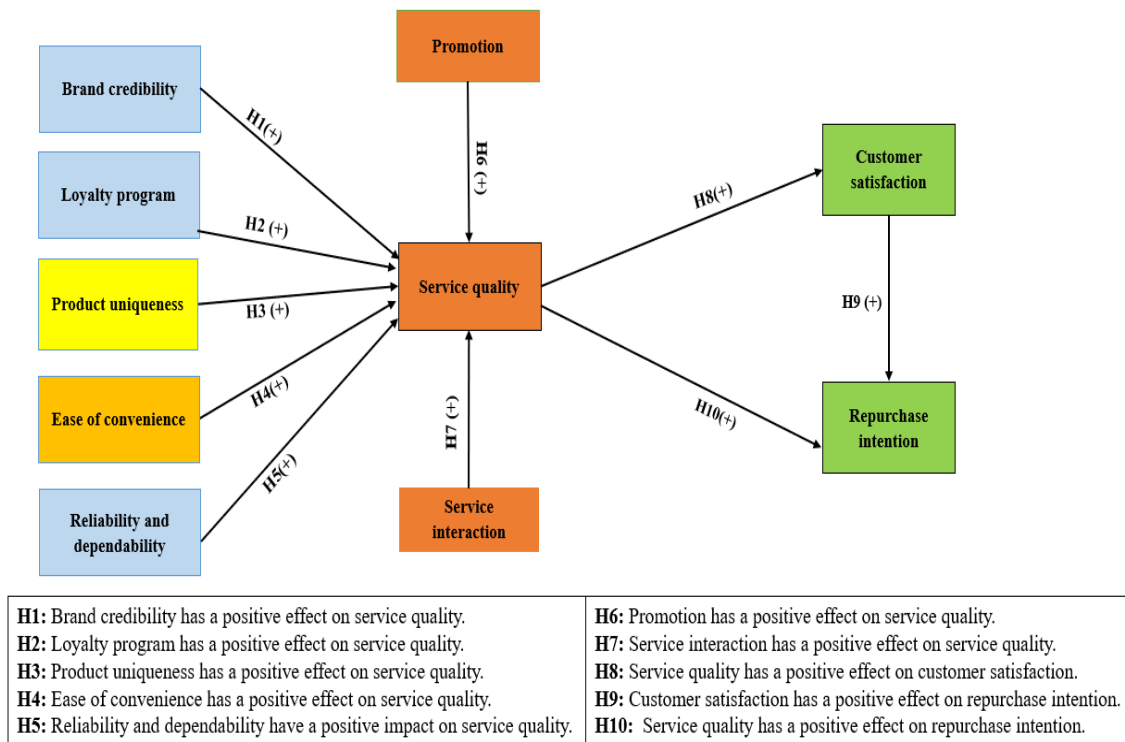 Promotion
Brand credibility
H1(+)
H6 (+)
Customer
satisfaction
Loyalty program
H2 (+)
H8(+)
Service quality
Product uniqueness
H3 (+)
H9 (+)
Ease of convenience
H4(+)
H7 (+)
H10(+)
Repurchase
intention
H5(+)
Reliability and
dependability
Service
interaction
H1: Brand credibility has a positive effect on service quality.
H2: Loyalty program has a positive effect on service quality.
H3: Product uniqueness has a positive effect on service quality.
H4: Ease of convenience has a positive effect on service quality.
H5: Reliability and dependability have a positive impact on service quality.
H6: Promotion has a positive effect on service quality.
H7: Service interaction has a positive effect on service quality.
H8: Service quality has a positive effect on customer satisfaction.
H9: Customer satisfaction has a positive effect on repurchase intention.
H10: Service quality has a positive effect on repurchase intention.